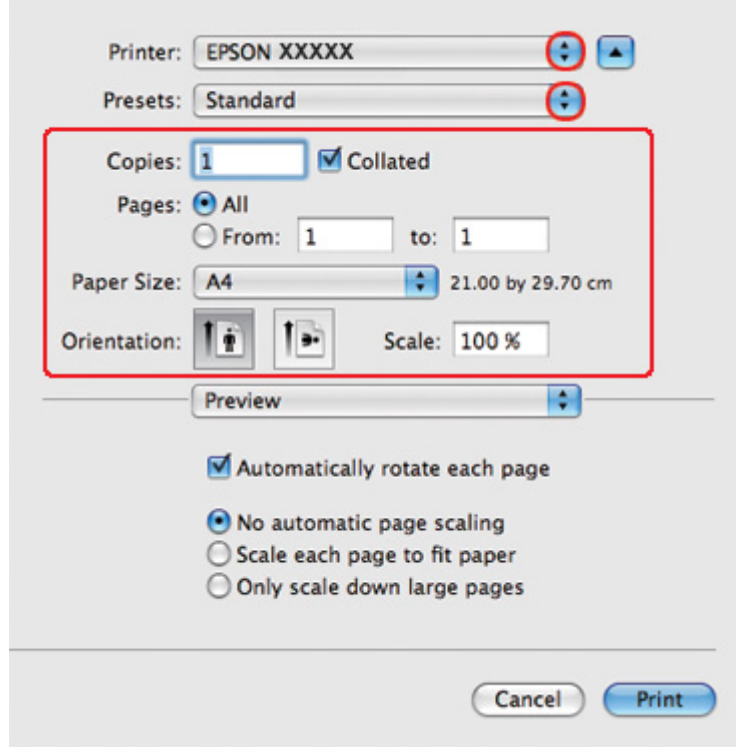 Printer: EPSON XXXXX
Presets: Standard
Copies: 1 Collated
Pages: All
From: 1 to: 1
Paper Size: A4 21.00 by 29.70 cm
Orientation: Scale: 100 %
Preview
Automatically rotate each page
No automatic page scaling
Scale each page to fit paper
Only scale down large pages
Cancel Print